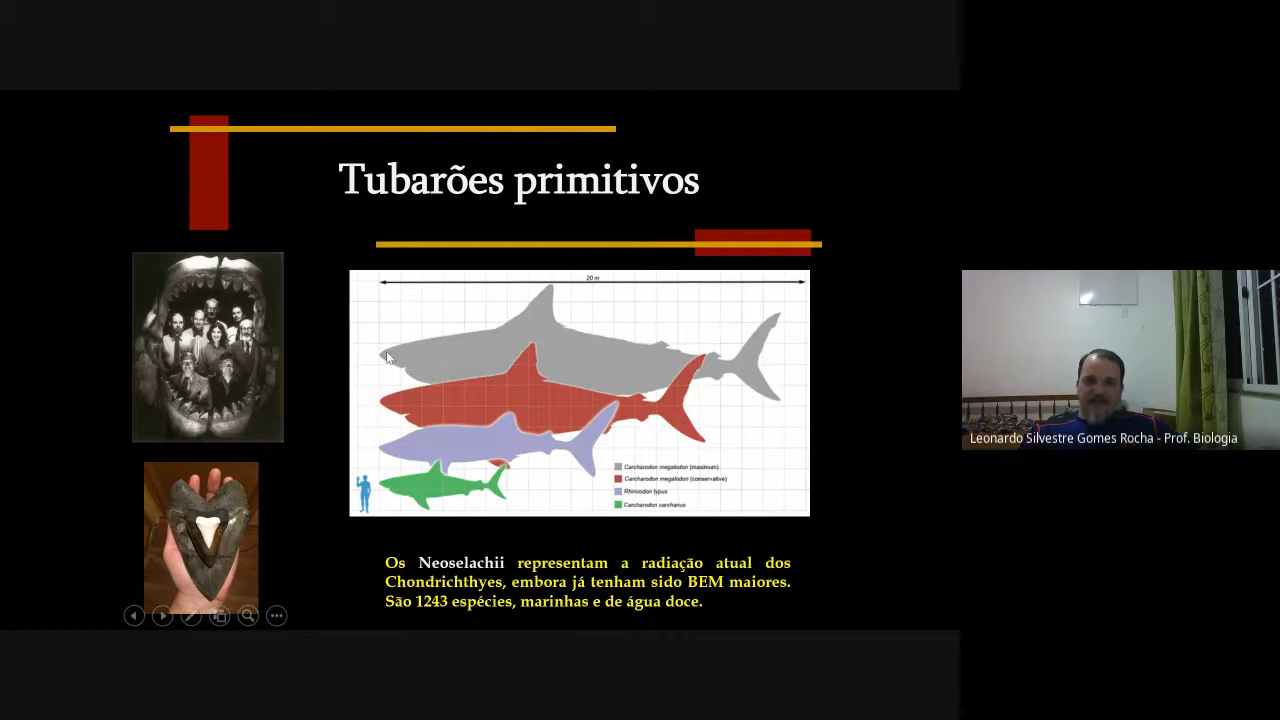 Tubarões primitivos
20 m
Carcharodon megalodon (maximum)
Carcharodon megalodon (conservative)
Rhincodon typus
Carcharodon carcharius
Os Neoselachii representam a radiação atual dos
Chondrichthyes, embora já tenham sido BEM maiores.
São 1243 espécies, marinhas e de água doce.
Leonardo Silvestre Gomes Rocha - Prof. Biologia